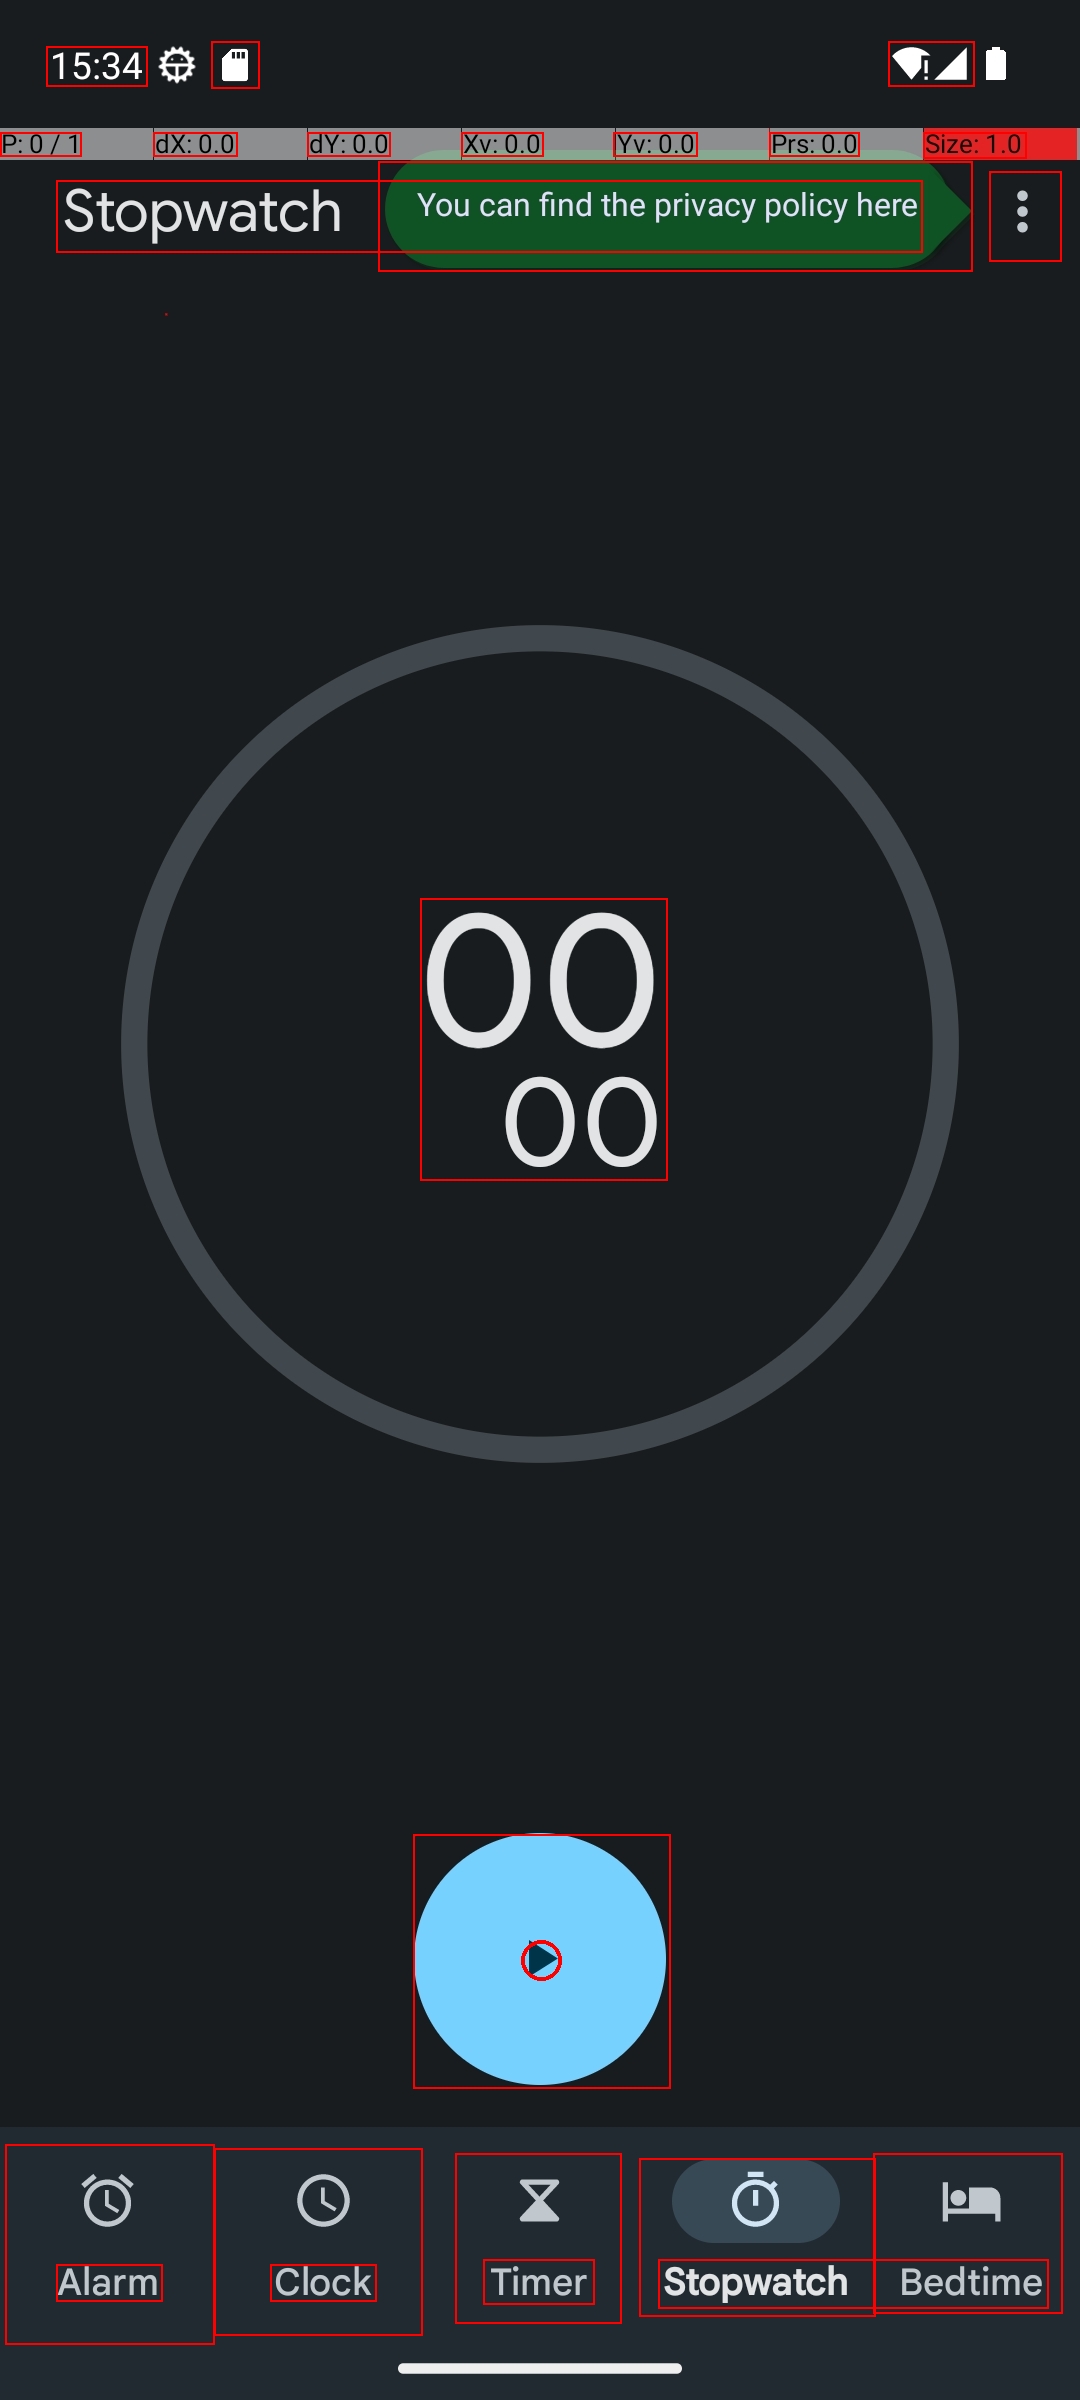 15:34
P: 0 / 1 dX: 0.0 dY: 0.0 Xv: 0.0 Yv: 0.0 Prs: 0.0 Size: 1.0
Stopwatch You can find the privacy policy here
00
00
Alarm Clock Timer Stopwatch Bedtime